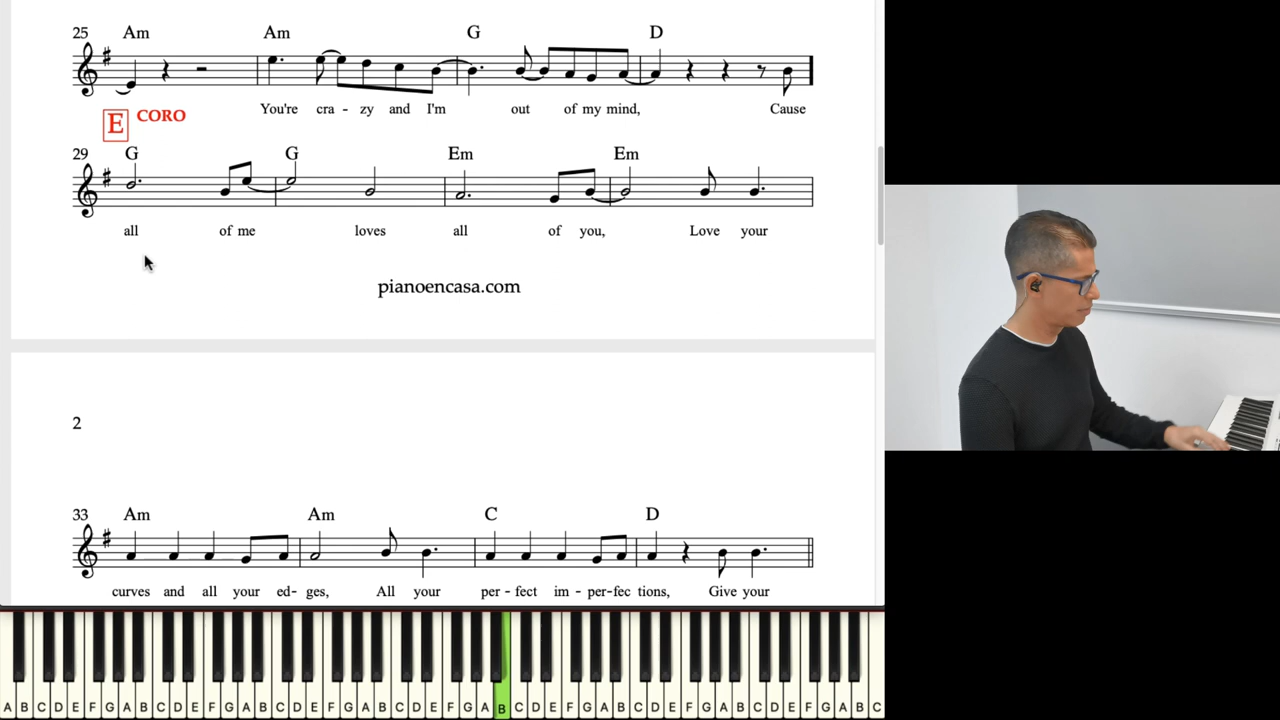 25 Am Am G D
You're cra - zy and I'm out of my mind, Cause
E CORO
29 G G Em Em
all of me loves all of you, Love your
pianoencasa.com
2
33 Am Am C D
curves and all your ed- ges, All your per - fect im - per-fec tions, Give your
A B C D E F G A B C D E F G A B C D E F G A B C D E F G A B C D E F G A B C D E F G A B C D E F G A B C